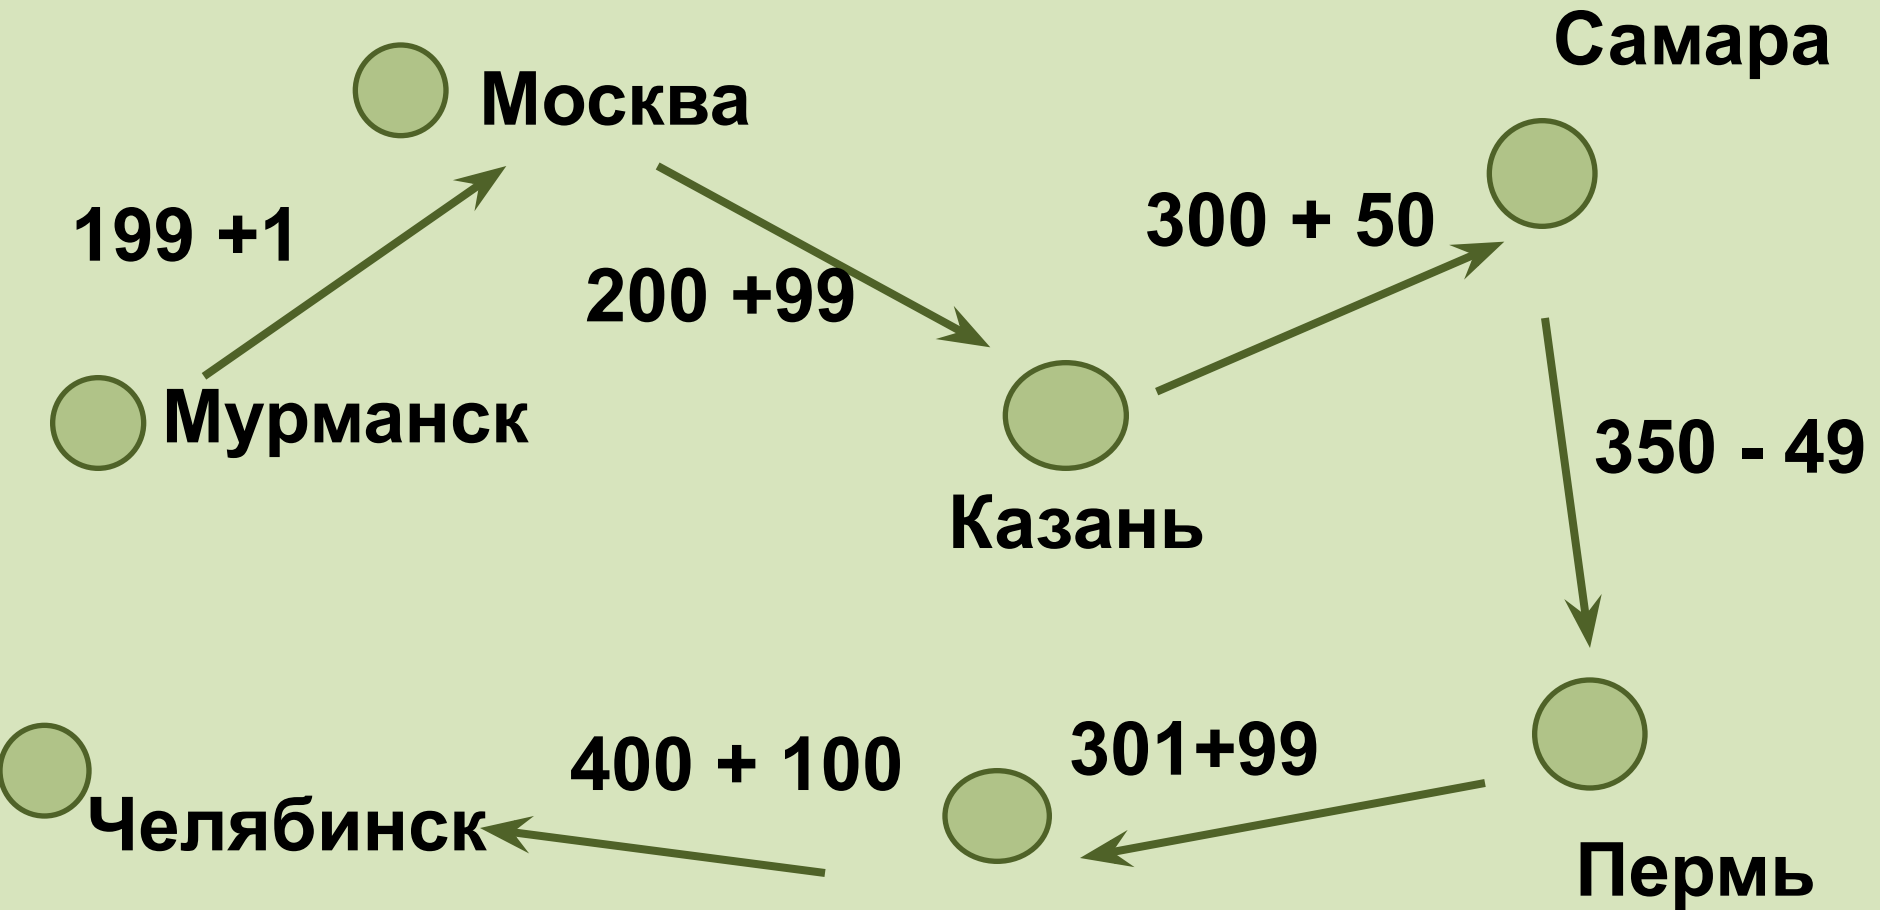 Самара
Москва
199 +1
300 + 50
200 +99
Мурманск
350 - 49
Казань
301+99
400 + 100
Челябинск
Пермь